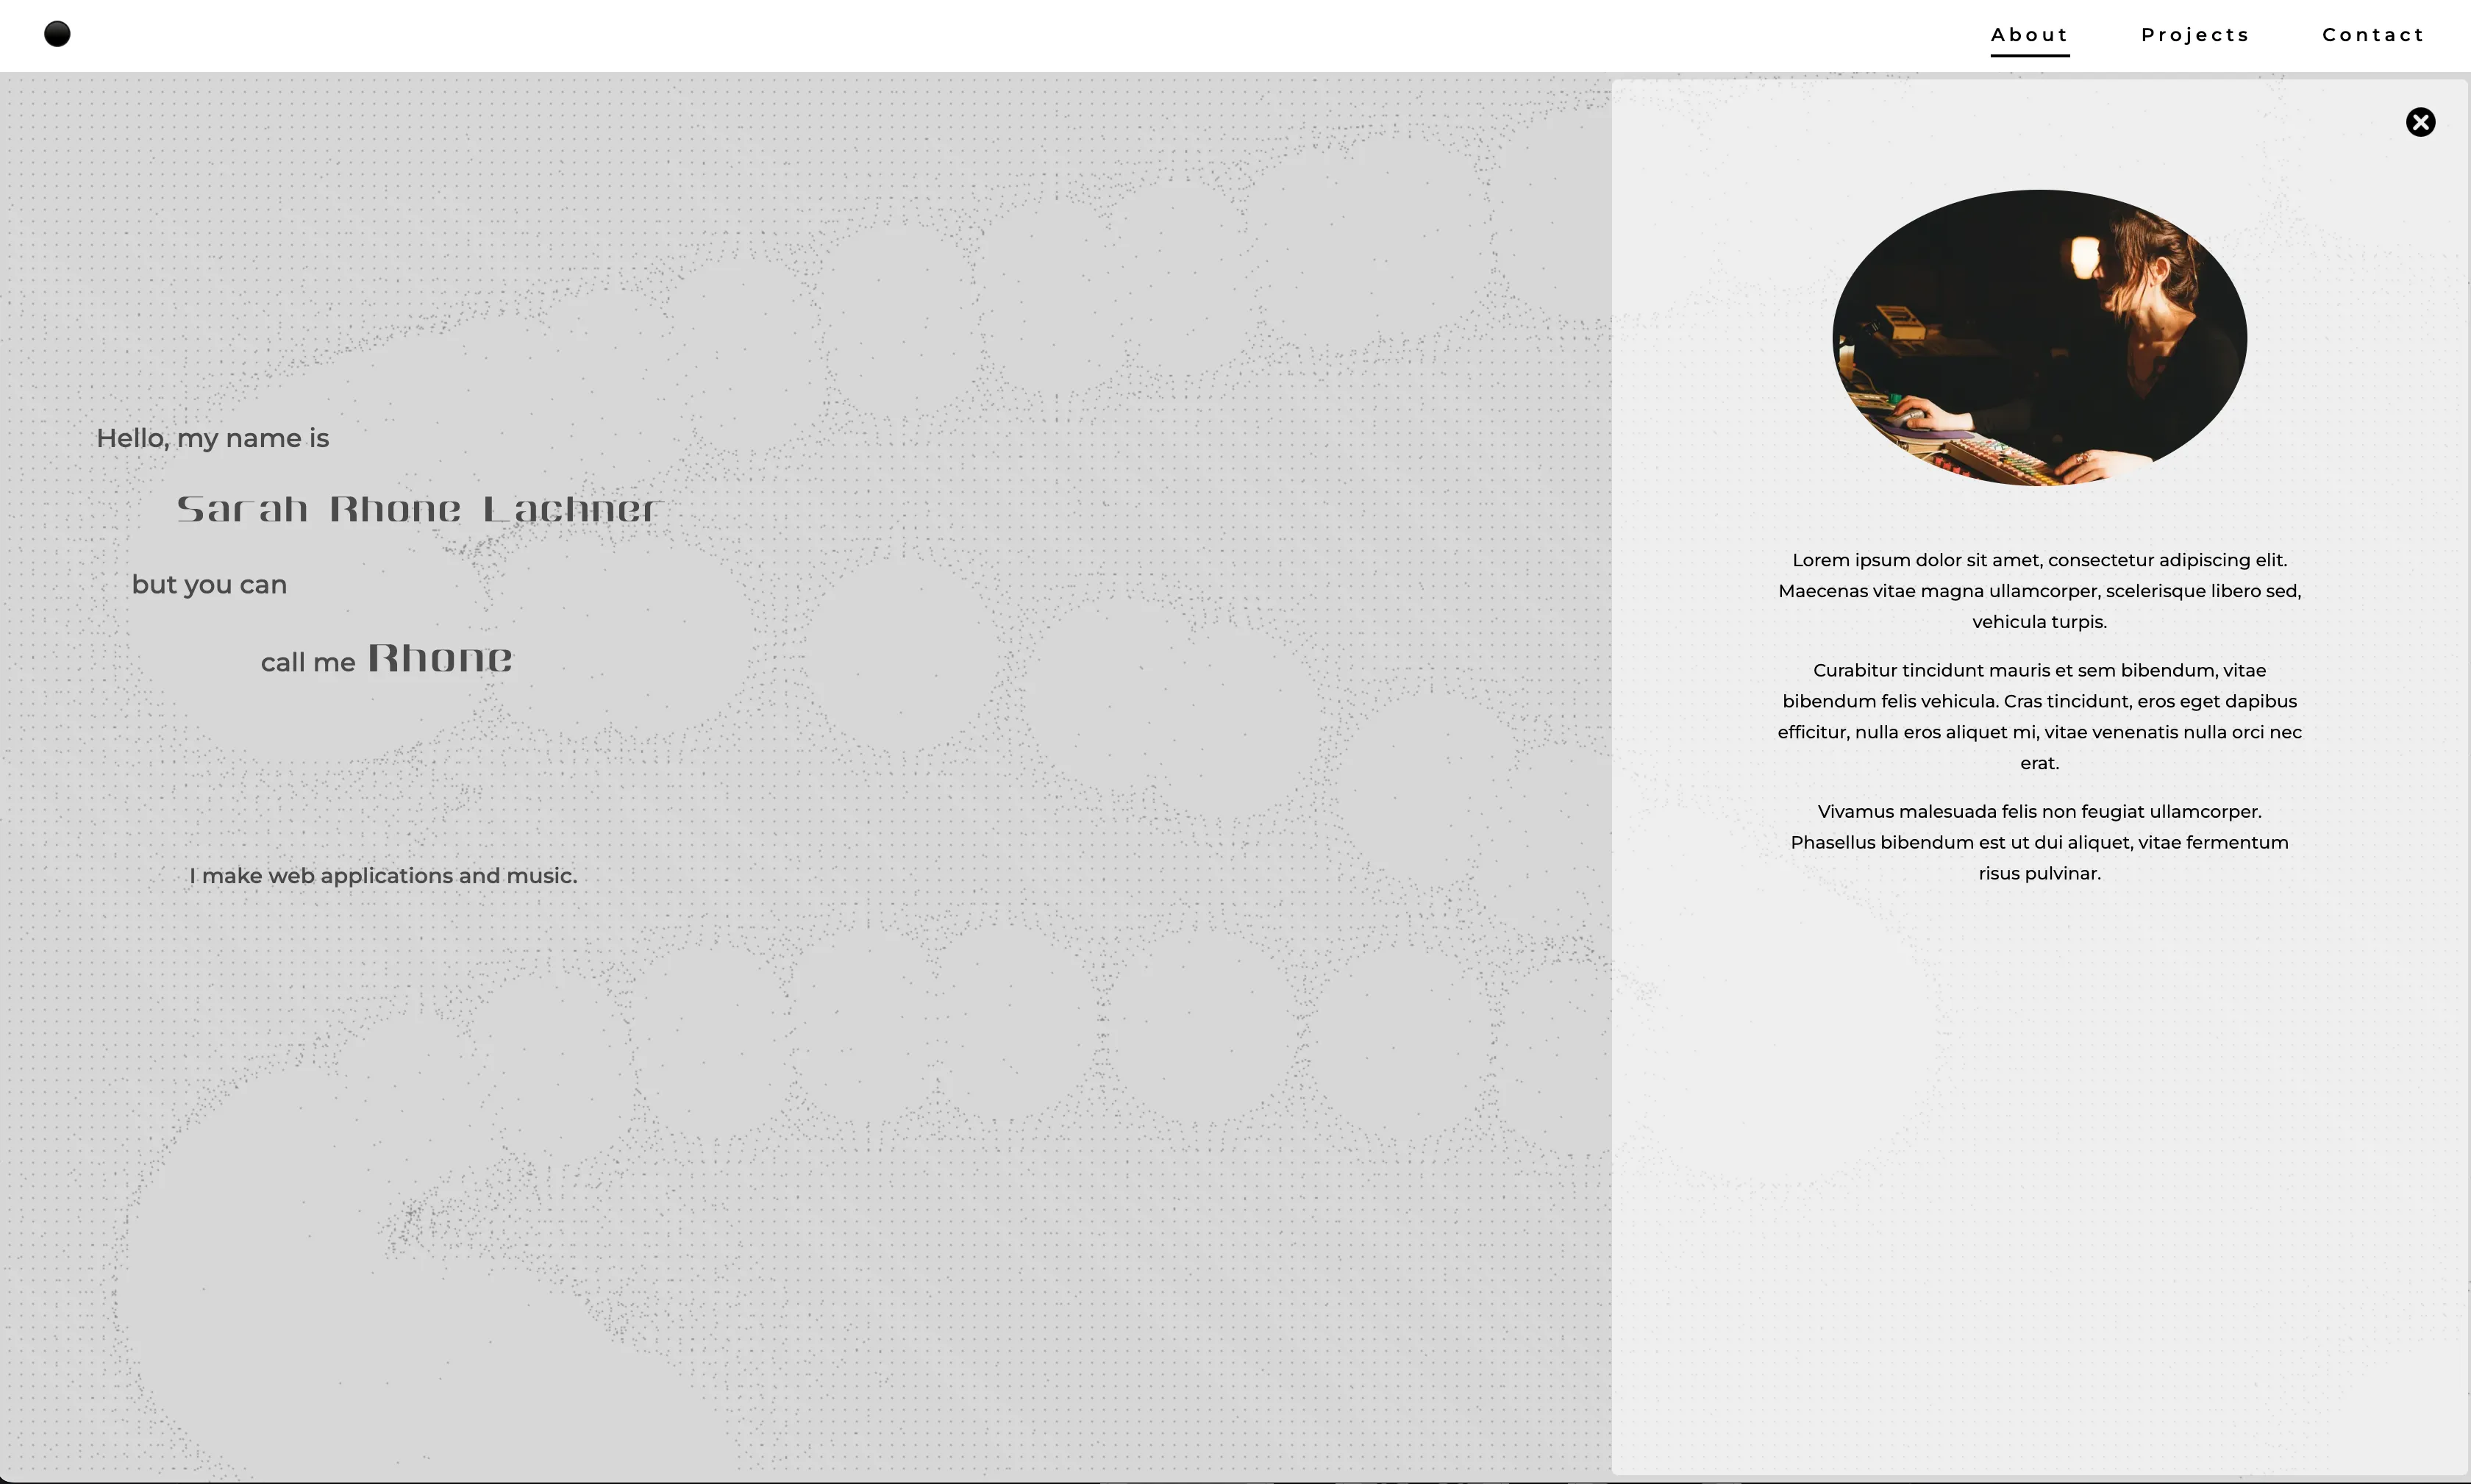 About Projects Contact
Hello, my name is
Sarah Rhone Lachner
but you can
call me Rhone
I make web applications and music.
Lorem ipsum dolor sit amet, consectetur adipiscing elit.
Maecenas vitae magna ullamcorper, scelerisque libero sed,
vehicula turpis.
Curabitur tincidunt mauris et sem bibendum, vitae
bibendum felis vehicula. Cras tincidunt, eros eget dapibus
efficitur, nulla eros aliquet mi, vitae venenatis nulla orci nec
erat.
Vivamus malesuada felis non feugiat ullamcorper.
Phasellus bibendum est ut dui aliquet, vitae fermentum
risus pulvinar.